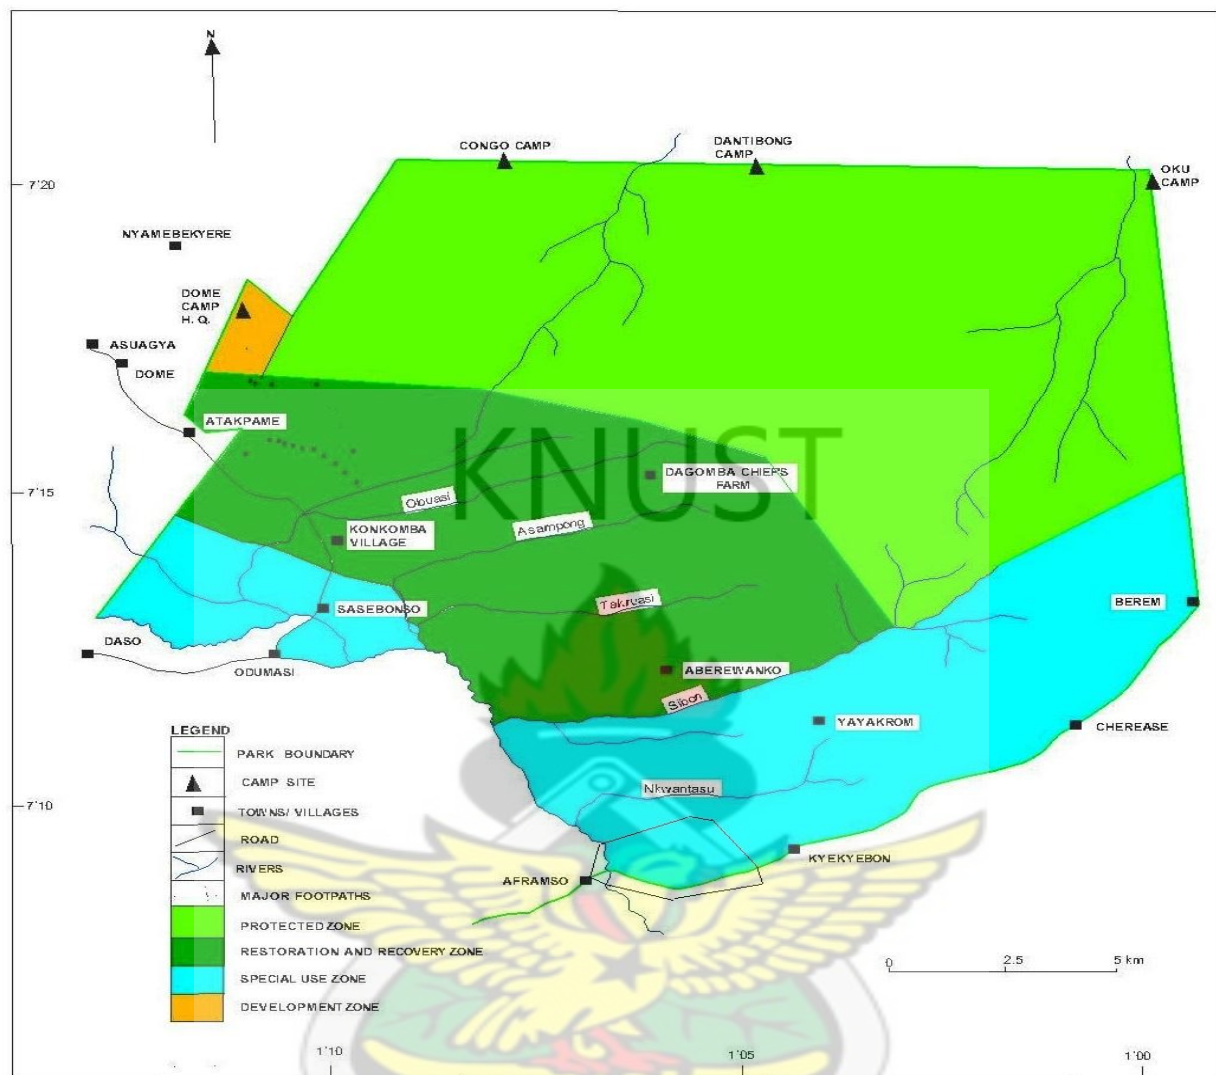 N
CONGO CAMP
DANTIBONG
CAMP
OKU
CAMP
7'20
NYAMEBEKYERE
DOME
CAMP
H. Q.
ASUAGYA
DOME
ATAKPAME
KNUST
DAGOMBA CHIEF'S
FARM
7'15
Obuasi
Asampong
KONKOMBA
VILLAGE
Takruasi
SASEBONSO
BEREM
DASO
ODUMASI
ABEREWANKO
Sibon
YAYAKROM
CHEREASE
LEGEND
PARK BOUNDARY
CAMP SITE
TOWNS/ VILLAGES
ROAD
RIVERS
MAJOR FOOTPATHS
PROTECTED ZONE
RESTORATION AND RECOVERY ZONE
SPECIAL USE ZONE
DEVELOPMENT ZONE
Nkwantasu
7'10
KYEKYEBON
AFRAMSO
0 2.5 5 km
1'10 1'05 1'00